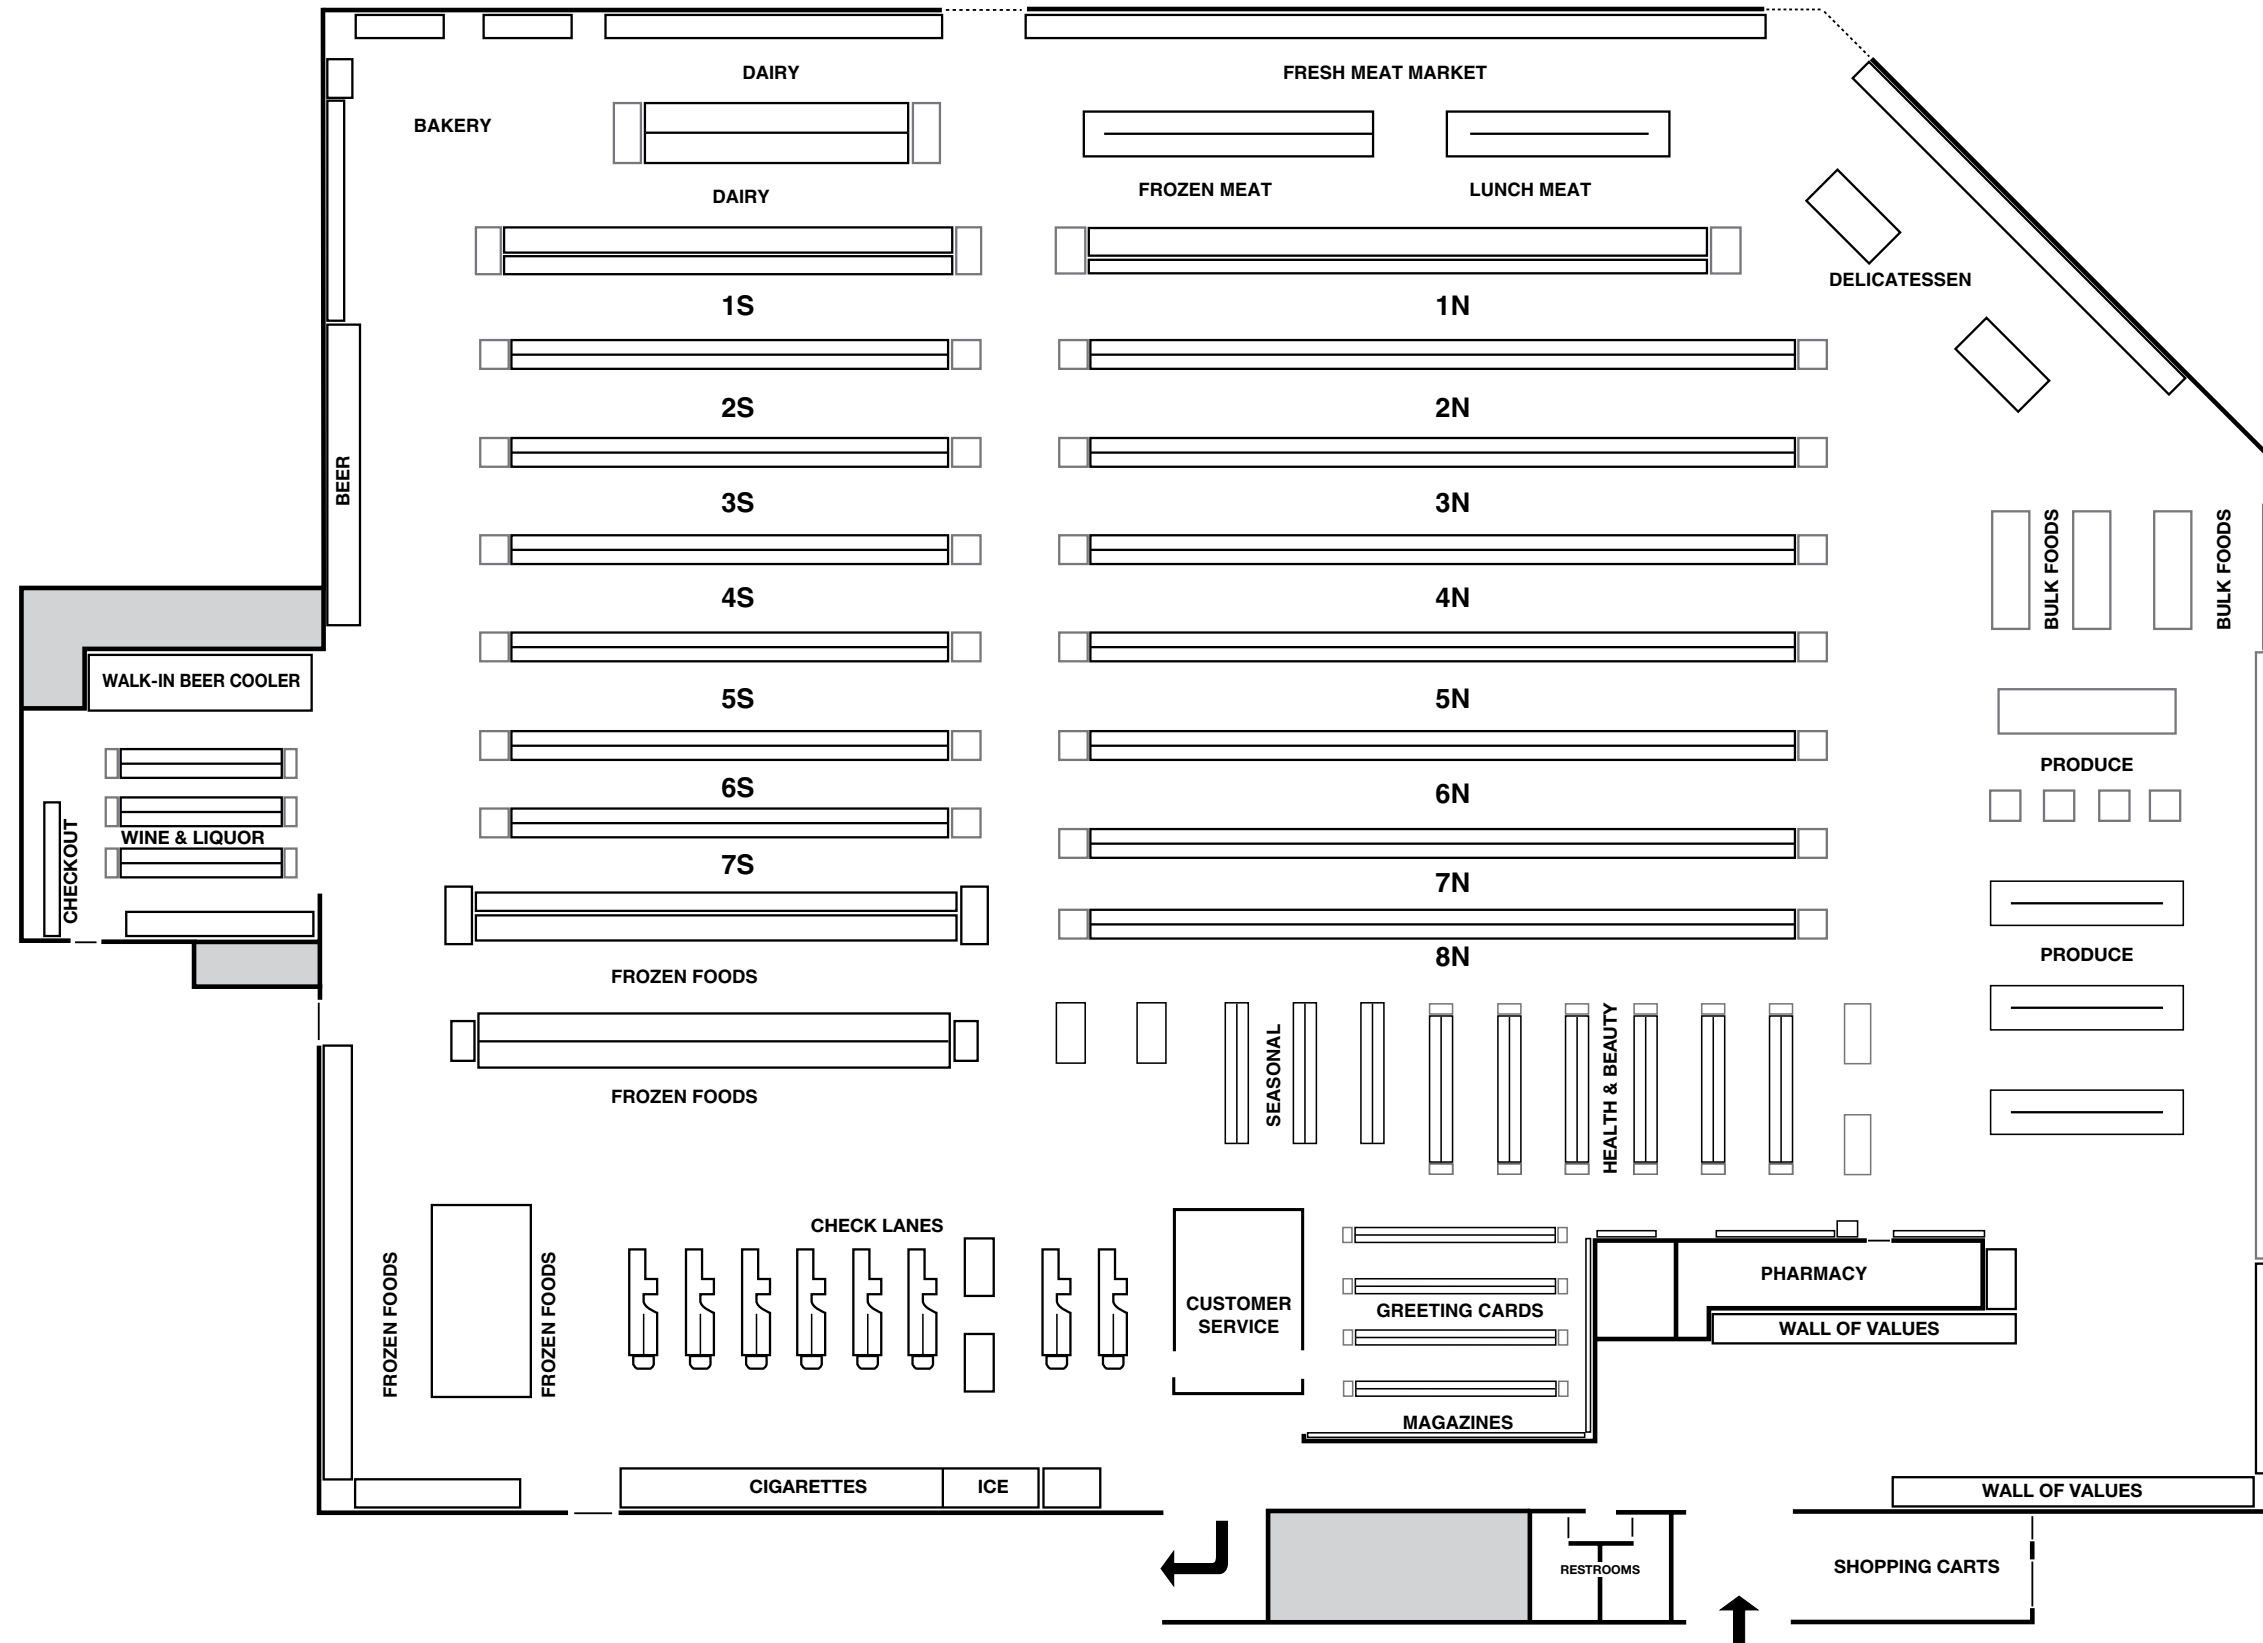 DAIRY
FRESH MEAT MARKET
BAKERY
DAIRY
FROZEN MEAT
LUNCH MEAT
DELICATESSEN
1S
1N
2S
2N
BEER
3S
3N
BULK FOODS
BULK FOODS
4S
4N
WALK-IN BEER COOLER
5S
5N
PRODUCE
6S
6N
WINE & LIQUOR
CHECKOUT
7S
7N
8N
PRODUCE
FROZEN FOODS
SEASONAL
HEALTH & BEAUTY
FROZEN FOODS
CHECK LANES
FROZEN FOODS
FROZEN FOODS
CUSTOMER
SERVICE
GREETING CARDS
PHARMACY
WALL OF VALUES
MAGAZINES
CIGARETTES
ICE
WALL OF VALUES
RESTROOMS
SHOPPING CARTS